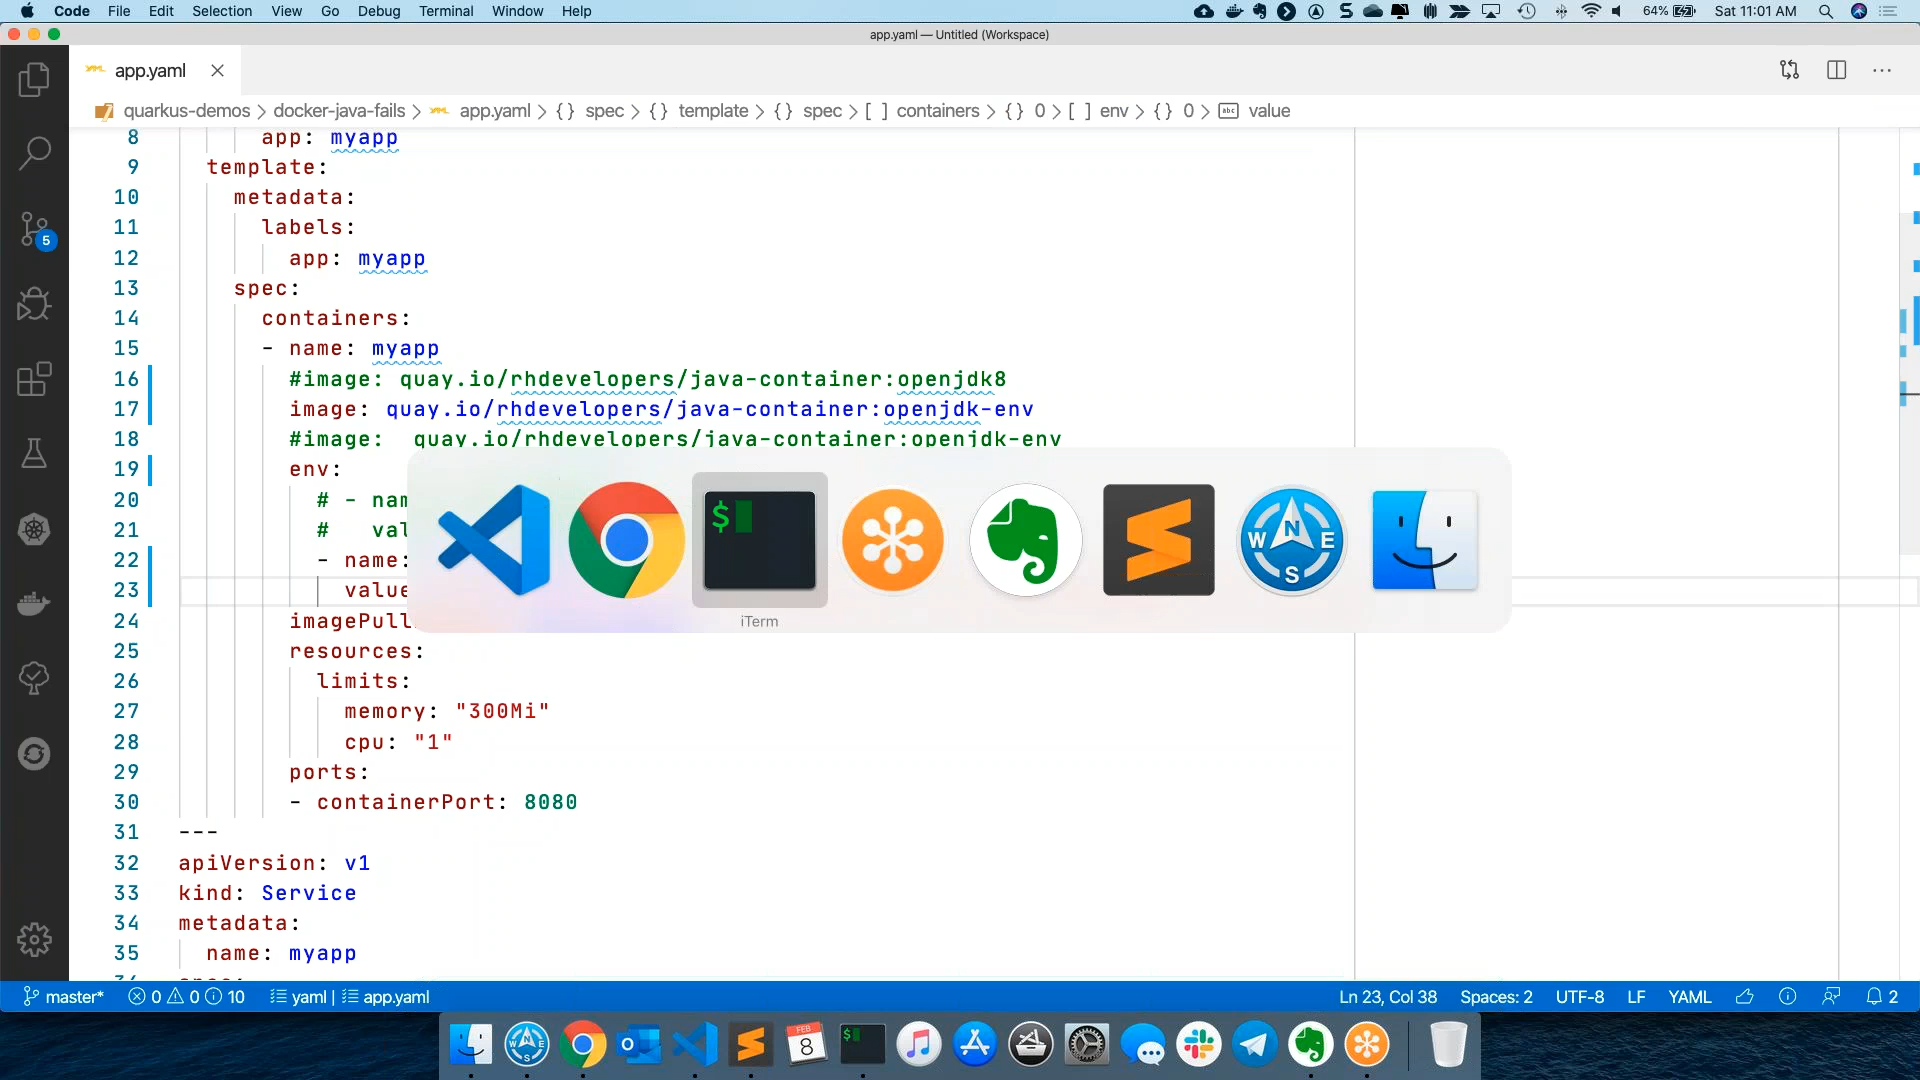 Code File Edit Selection View Go Debug Terminal Window Help 64% Sat 11:01 AM
app.yaml — Untitled (Workspace)
app.yaml
quarkus-demos > docker-java-fails > app.yaml > {} spec > {} template > {} spec > [ ] containers > {} 0 > [ ] env > {} 0 > abc value
8 app: myapp
9 template:
10 metadata:
11 labels:
12 app: myapp
13 spec:
14 containers:
15 - name: myapp
16 #image: quay.io/rhdevelopers/java-container:openjdk8
17 image: quay.io/rhdevelopers/java-container:openjdk-env
18 #image: quay.io/rhdevelopers/java-container:openjdk-env
19 env:
20 # - nam
21 # val
22 - name:
23 value
24 imagePull
25 resources:
26 limits:
27 memory: "300Mi"
28 cpu: "1"
29 ports:
30 - containerPort: 8080
31 ---
32 apiVersion: v1
33 kind: Service
34 metadata:
35 name: myapp
5
$
N
W E
S
iTerm
master* 0 0 10 yaml | app.yaml Ln 23, Col 38 Spaces: 2 UTF-8 LF YAML 2
FEB
8
$